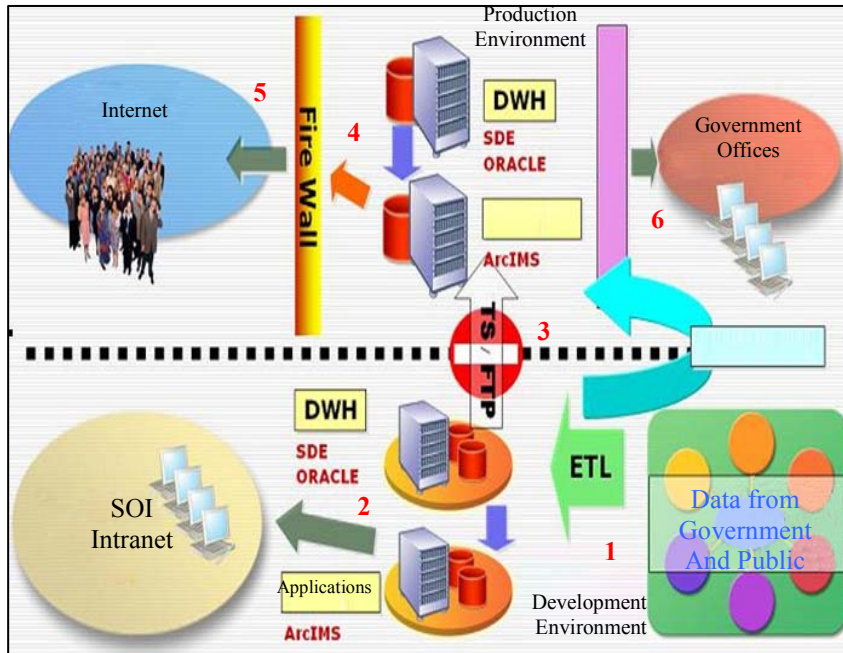 Production
Environment
5
Internet
4
Fire Wall
DWH
SDE
ORACLE
Government
Offices
6
ArcIMS
3
TS / FTP
DWH
SDE
ORACLE
ETL
SOI
Intranet
2
Data from
Government
And Public
1
Applications
ArcIMS
Development
Environment